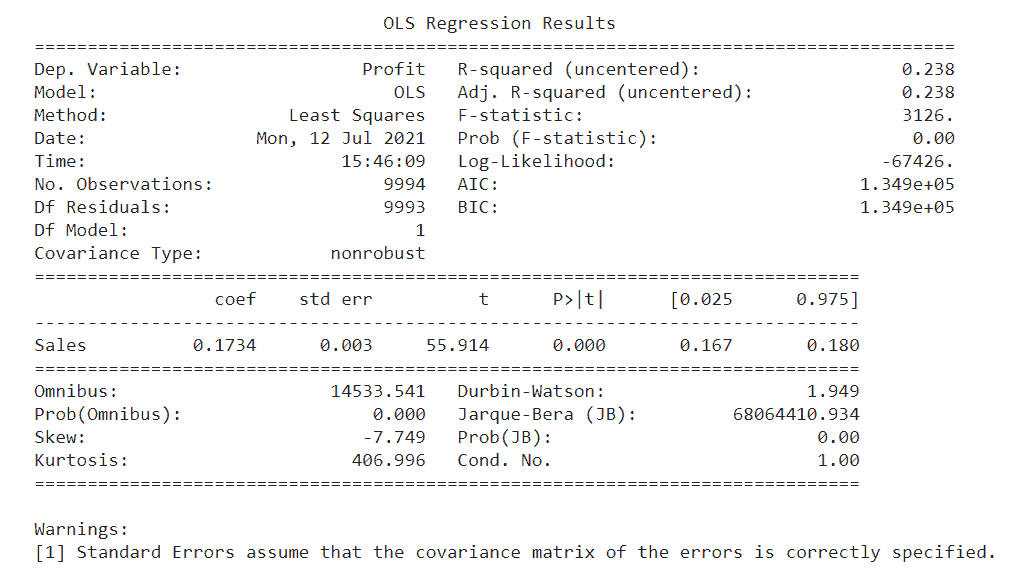 OLS Regression Results
=======================================================================================
Dep. Variable:                 Profit   R-squared (uncentered):                   0.238
Model:                            OLS   Adj. R-squared (uncentered):              0.238
Method:                 Least Squares   F-statistic:                              3126.
Date:                Mon, 12 Jul 2021   Prob (F-statistic):                        0.00
Time:                        15:46:09   Log-Likelihood:                         -67426.
No. Observations:                9994   AIC:                                  1.349e+05
Df Residuals:                    9993   BIC:                                  1.349e+05
Df Model:                           1
Covariance Type:            nonrobust
==============================================================================
                 coef    std err          t      P>|t|      [0.025      0.975]
------------------------------------------------------------------------------
Sales          0.1734      0.003     55.914      0.000       0.167       0.180
==============================================================================
Omnibus:                    14533.541   Durbin-Watson:                   1.949
Prob(Omnibus):                  0.000   Jarque-Bera (JB):         68064410.934
Skew:                          -7.749   Prob(JB):                         0.00
Kurtosis:                     406.996   Cond. No.                         1.00
==============================================================================
Warnings:
[1] Standard Errors assume that the covariance matrix of the errors is correctly specified.